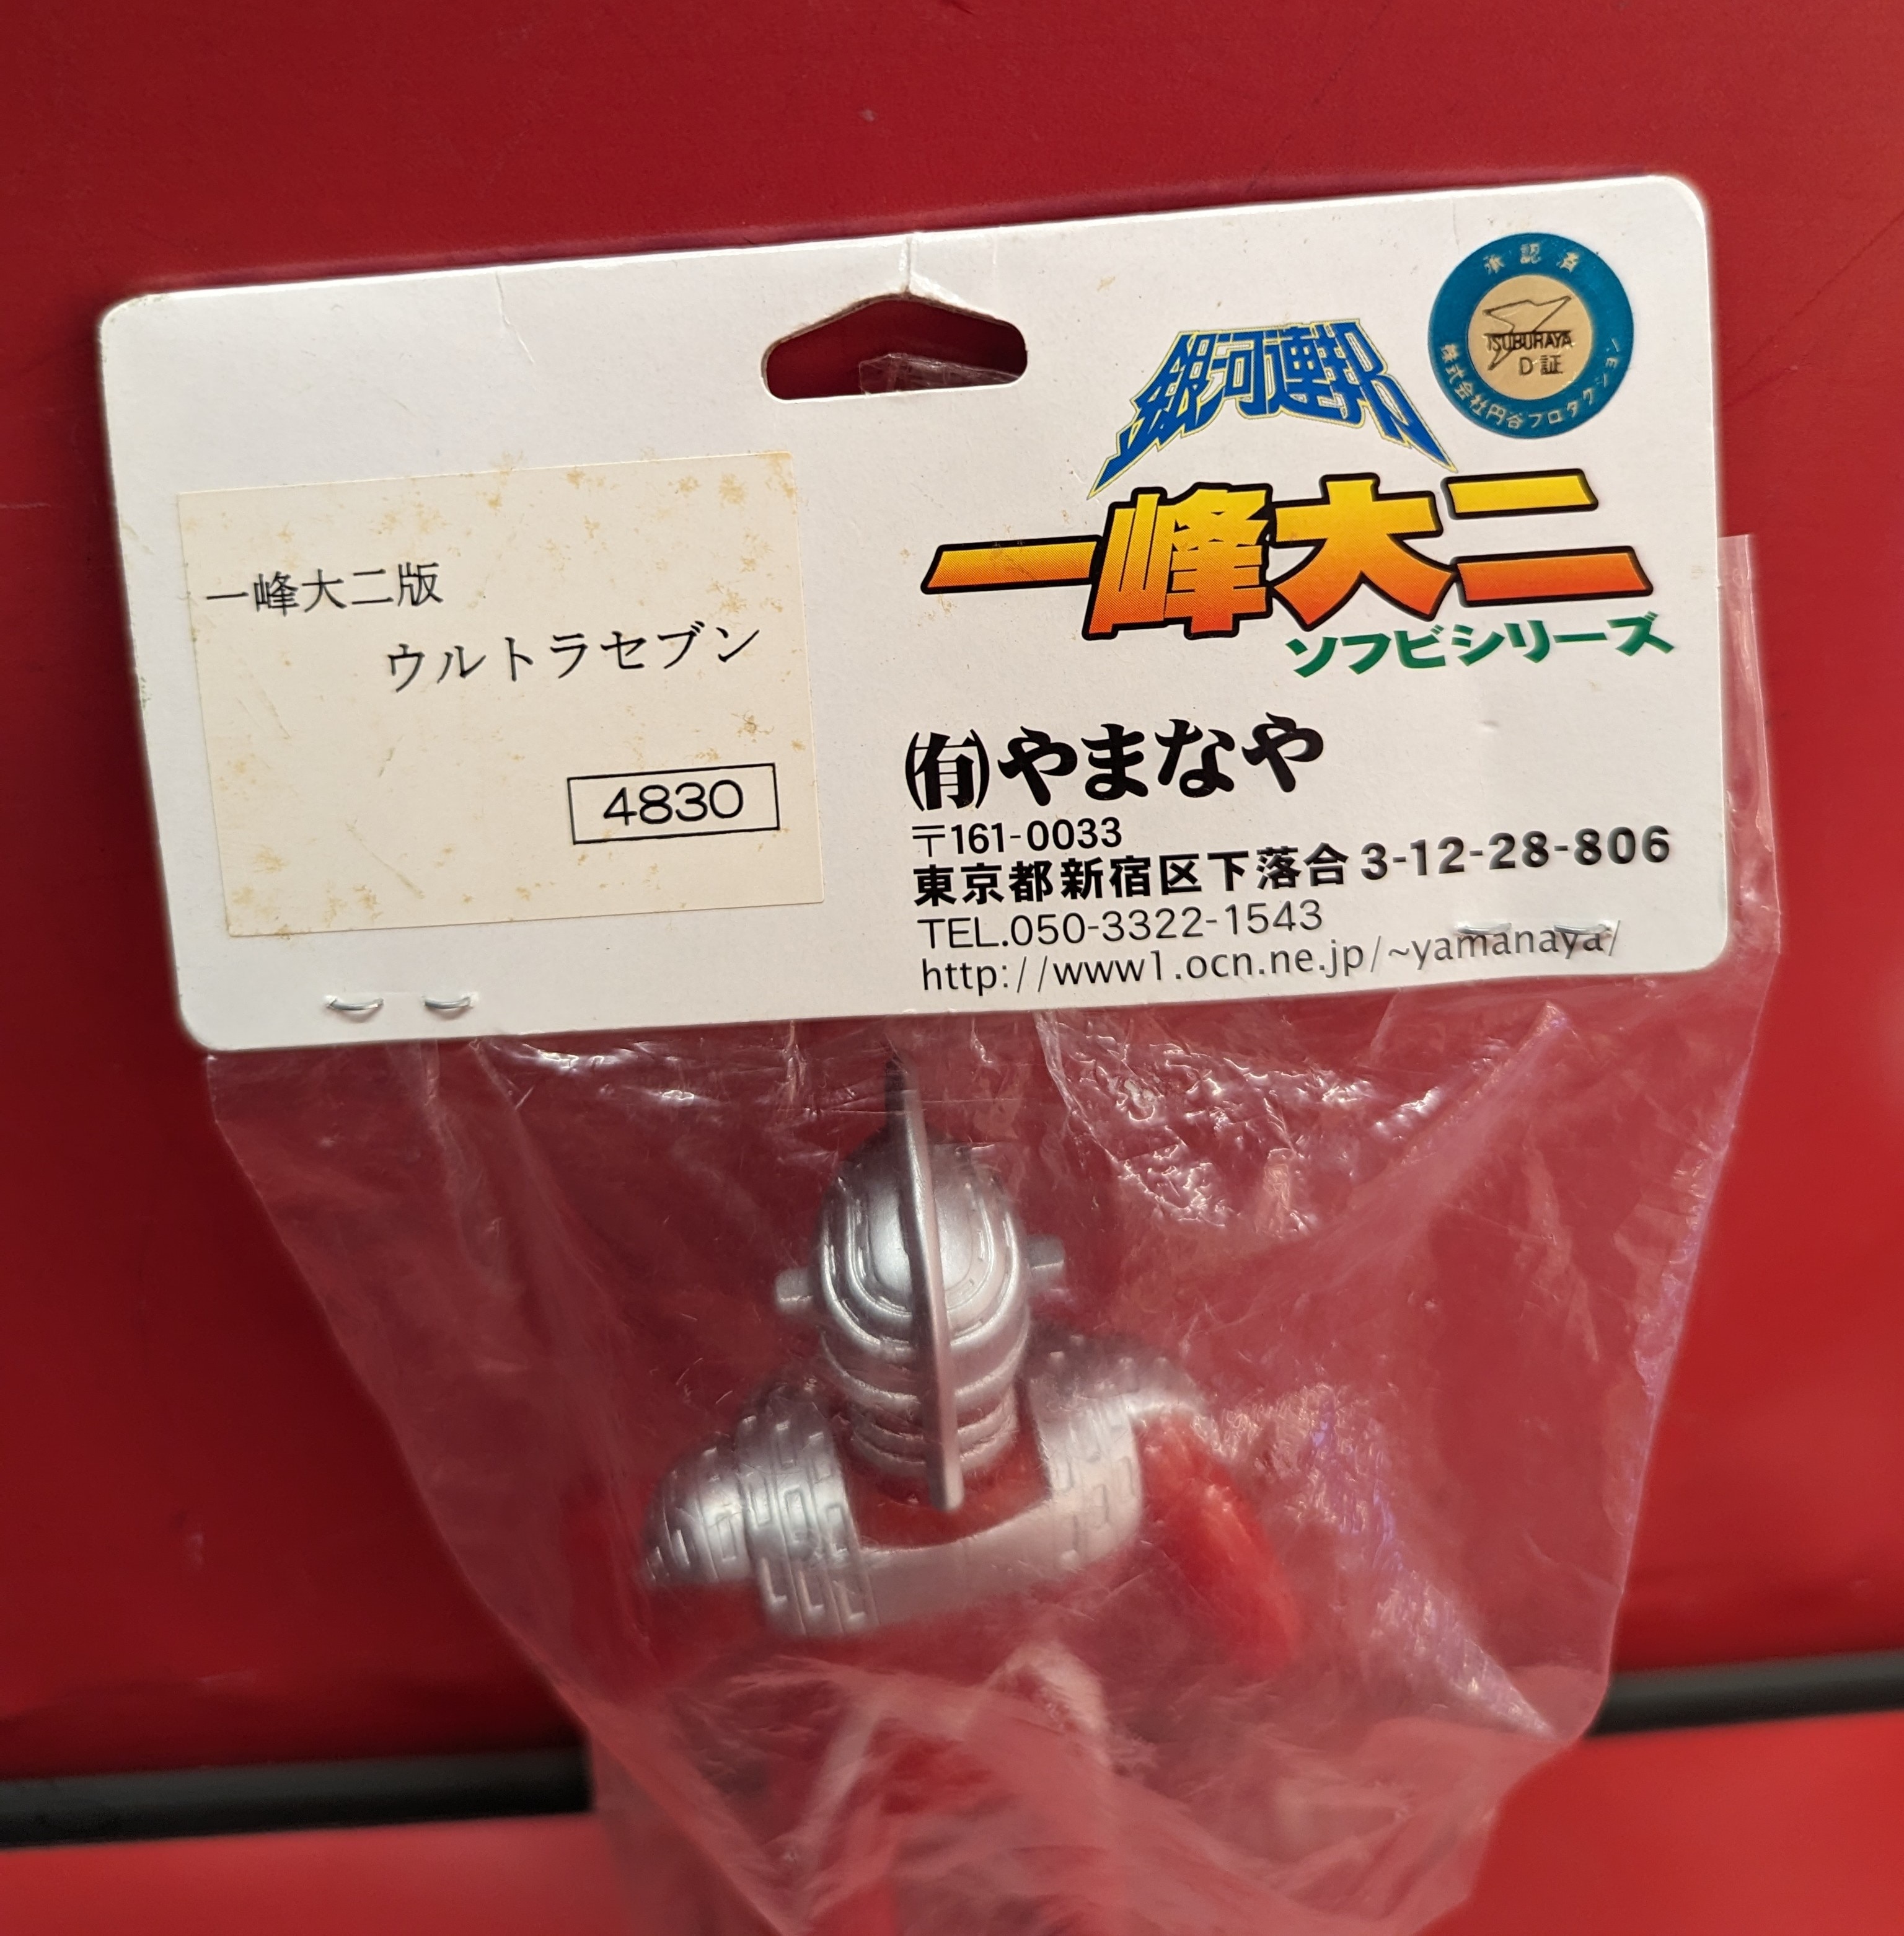 承認済
TSUBURAYA
D証
株式会社円谷プロダクション
銀河連邦
一峰大二
ソフビシリーズ
一峰大二版
ウルトラセブン
4830
(有)やまなや
〒161-0033
東京都新宿区下落合3-12-28-806
TEL.050-3322-1543
http://www1.ocn.ne.jp/~yamanaya/